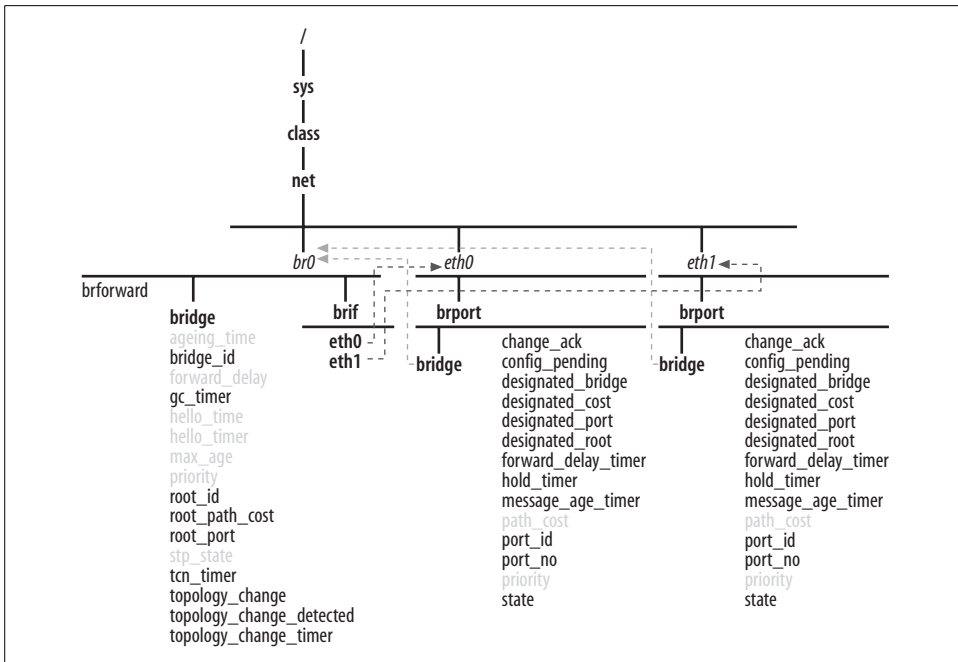 /
sys
class
net
br0 eth0 eth1
brforward
bridge
ageing_time
bridge_id
forward_delay
gc_timer
hello_time
hello_timer
max_age
priority
root_id
root_path_cost
root_port
stp_state
tcn_timer
topology_change
topology_change_detected
topology_change_timer
brif
eth0
eth1
brport
bridge
change_ack
config_pending
designated_bridge
designated_cost
designated_port
designated_root
forward_delay_timer
hold_timer
message_age_timer
path_cost
port_id
port_no
priority
state
brport
bridge
change_ack
config_pending
designated_bridge
designated_cost
designated_port
designated_root
forward_delay_timer
hold_timer
message_age_timer
path_cost
port_id
port_no
priority
state